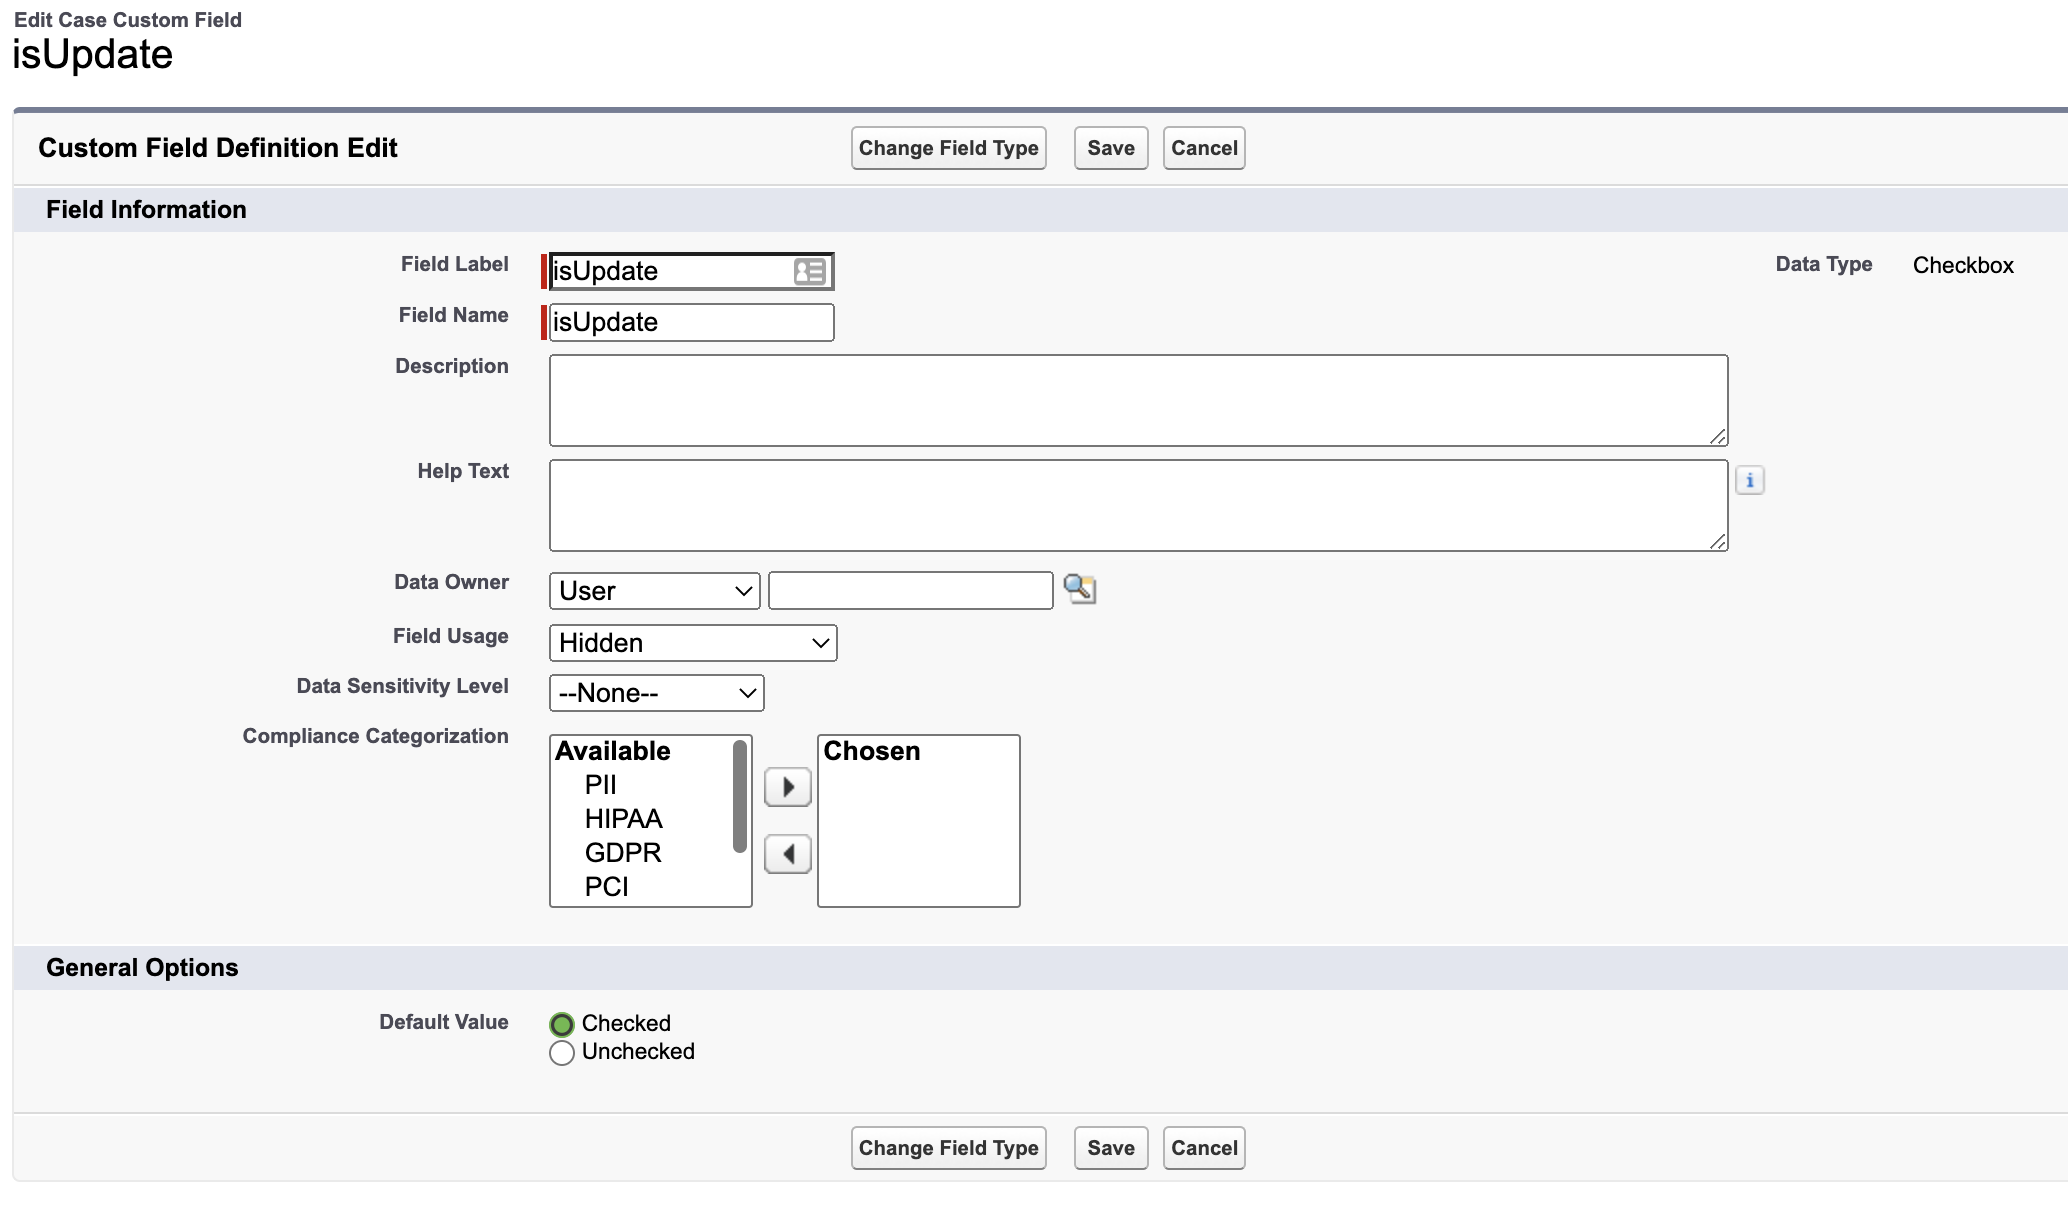 Edit Case Custom Field
isUpdate
Custom Field Definition Edit
Change Field Type Save Cancel
Field Information
Field Label isUpdate Data Type Checkbox
Field Name isUpdate
Description
Help Text i
Data Owner User
Field Usage Hidden
Data Sensitivity Level --None--
Compliance Categorization
Available Chosen
PII
HIPAA
GDPR
PCI
General Options
Default Value Checked
Unchecked
Change Field Type Save Cancel